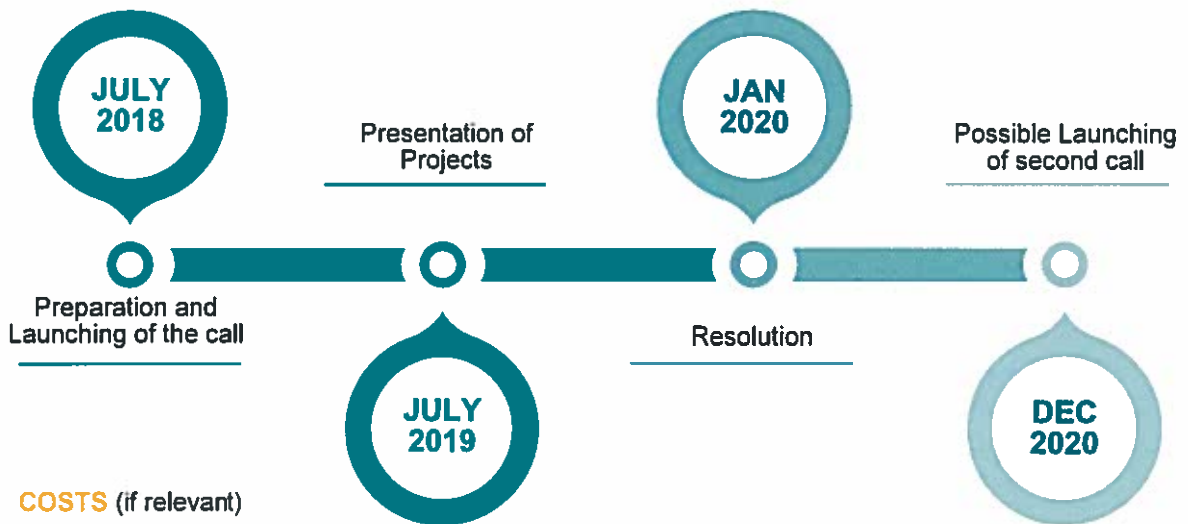 JULY
2018
Preparation and
Launching of the call
Presentation of
Projects
JULY
2019
JAN
2020
Resolution
Possible Launching
of second call
DEC
2020
COSTS (if relevant)